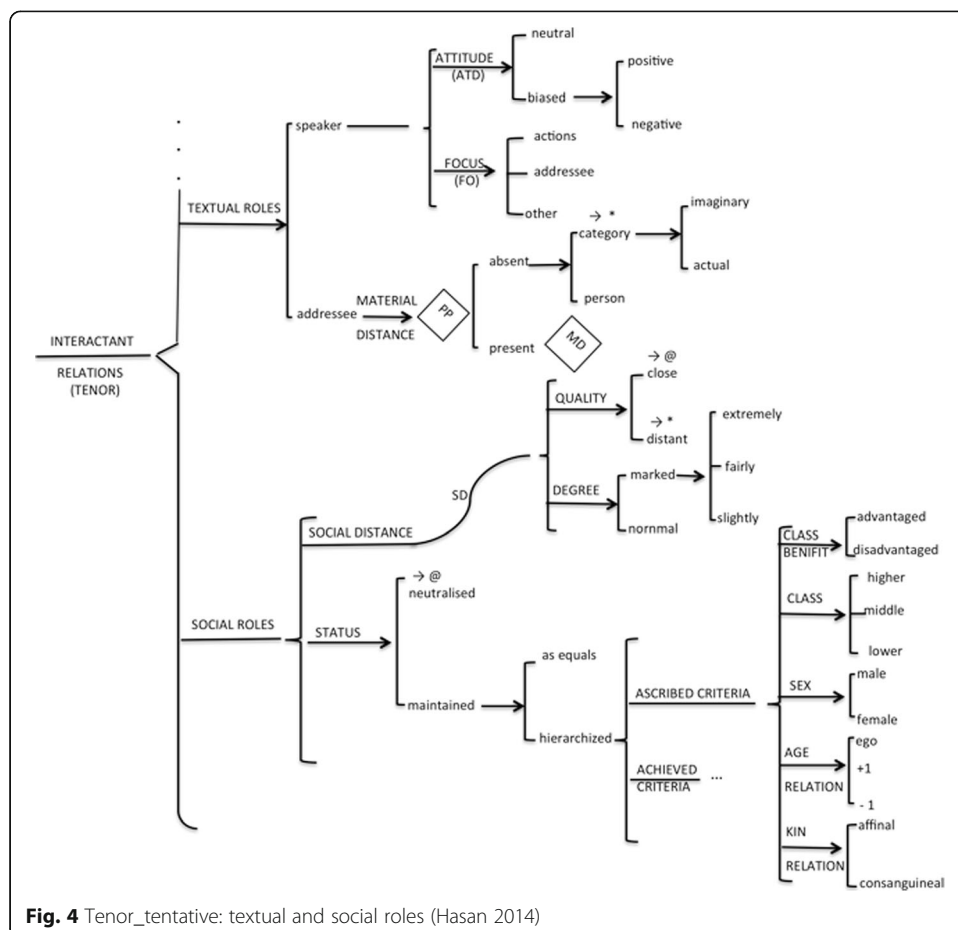 neutral
ATTITUDE
(ATD)
positive
biased
negative
speaker
actions
FOCUS
(FO)
addressee
other
TEXTUAL ROLES
→ *
category
imaginary
absent
actual
person
addressee
MATERIAL
DISTANCE
PP
present
MD
INTERACTANT
RELATIONS
(TENOR)
→ @
close
QUALITY
→ *
distant
extremely
marked
fairly
DEGREE
nornmal
slightly
SD
SOCIAL DISTANCE
CLASS
BENIFIT
advantaged
disadvantaged
→ @
neutralised
higher
CLASS
middle
lower
SOCIAL ROLES
STATUS
as equals
maintained
hierarchized
ASCRIBED CRITERIA
SEX
male
female
ACHIEVED
CRITERIA
...
AGE
RELATION
ego
+1
- 1
KIN
RELATION
affinal
consanguineal
Fig. 4 Tenor_tentative: textual and social roles (Hasan 2014)